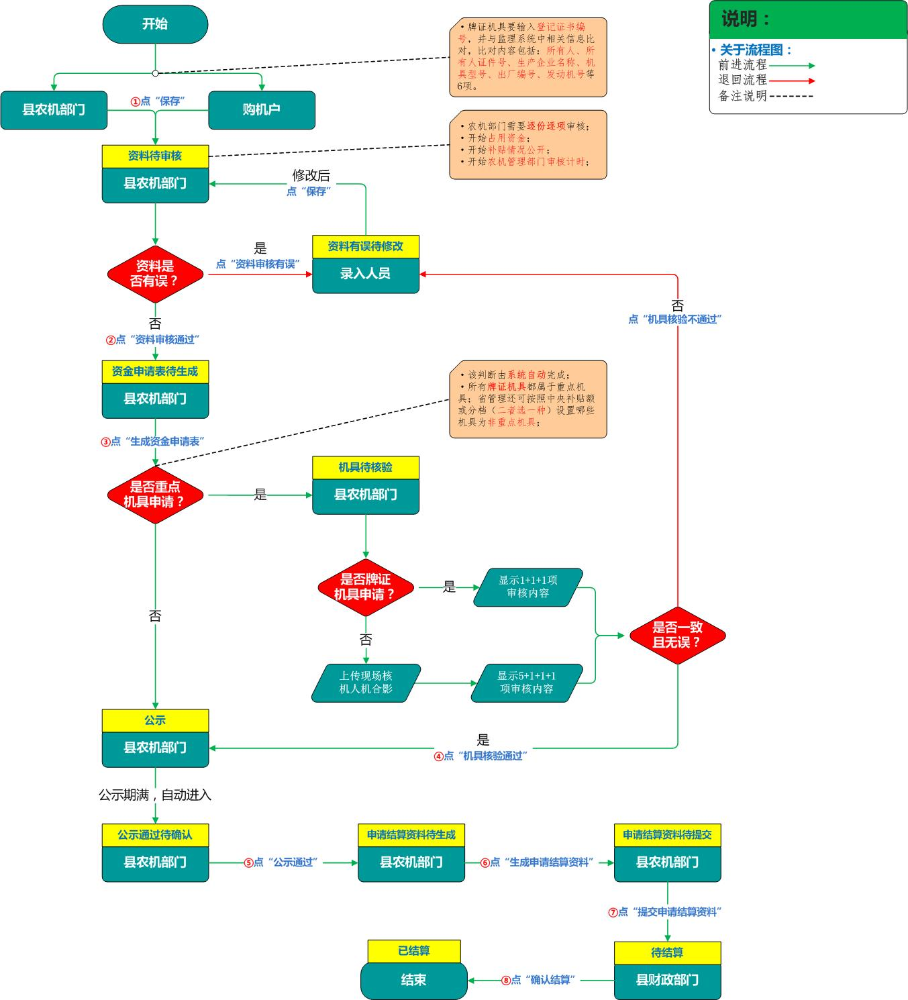 开始
• 牌证机具要输入登记证书编
号，并与监理系统中相关信息比
对，比对内容包括：所有人、所
有人证件号、生产企业名称、机
具型号、出厂编号、发动机号等
6项。
说明：
• 关于流程图：
前进流程
退回流程
备注说明
县农机部门
①点“保存”
购机户
• 农机部门需要逐份逐项审核；
• 开始占用资金；
• 开始补贴情况公开；
• 开始农机管理部门审核计时；
资料待审核
县农机部门
修改后
点“保存”
资料是
否有误？
是
点“资料审核有误”
资料有误待修改
录入人员
否
点“机具核验不通过”
否
②点“资料审核通过”
资金申请表待生成
县农机部门
• 该判断由系统自动完成；
• 所有牌证机具都属于重点机
具；省管理还可按照中央补贴额
或分档（二者选一种）设置哪些
机具为非重点机具；
③点“生成资金申请表”
是否重点
机具申请？
是
机具待核验
县农机部门
是否牌证
机具申请？
是
显示1+1+1项
审核内容
否
否
上传现场核
机人机合影
显示5+1+1+1
项审核内容
是否一致
且无误？
公示
县农机部门
是
④点“机具核验通过”
公示期满，自动进入
公示通过待确认
县农机部门
⑤点“公示通过”
申请结算资料待生成
县农机部门
⑥点“生成申请结算资料”
申请结算资料待提交
县农机部门
⑦点“提交申请结算资料”
已结算
结束
⑧点“确认结算”
待结算
县财政部门